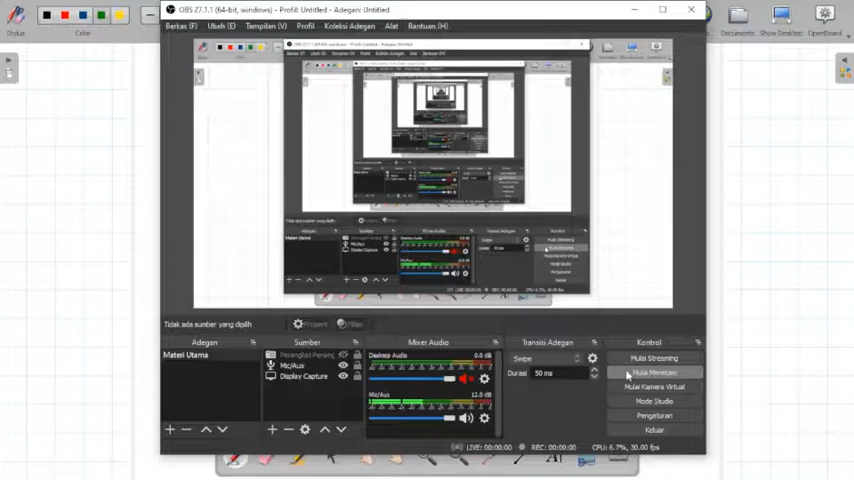 OBS 27.1.1 (64-bit, windows) - Profil: Untitled - Adegan: Untitled
Berkas (F) Ubah (E) Tampilan (V) Profil Koleksi Adegan Alat Bantuan (H)
Stylus Color Documents Show Desktop OpenBoard
Tidak ada sumber yang dipilih Properti Filter
Adegan Sumber Mixer Audio Transisi Adegan Kontrol
Materi Utama
Perangkat Penang
Mic/Aux
Display Capture
Desktop Audio 0.0 dB
Mic/Aux 12.0 dB
Swipe
Durasi 50 ms
Mulai Streaming
Mulai Merekam
Mulai Kamera Virtual
Mode Studio
Pengaturan
Keluar
LIVE: 00:00:00 REC: 00:00:00 CPU: 6.7%, 30.00 fps